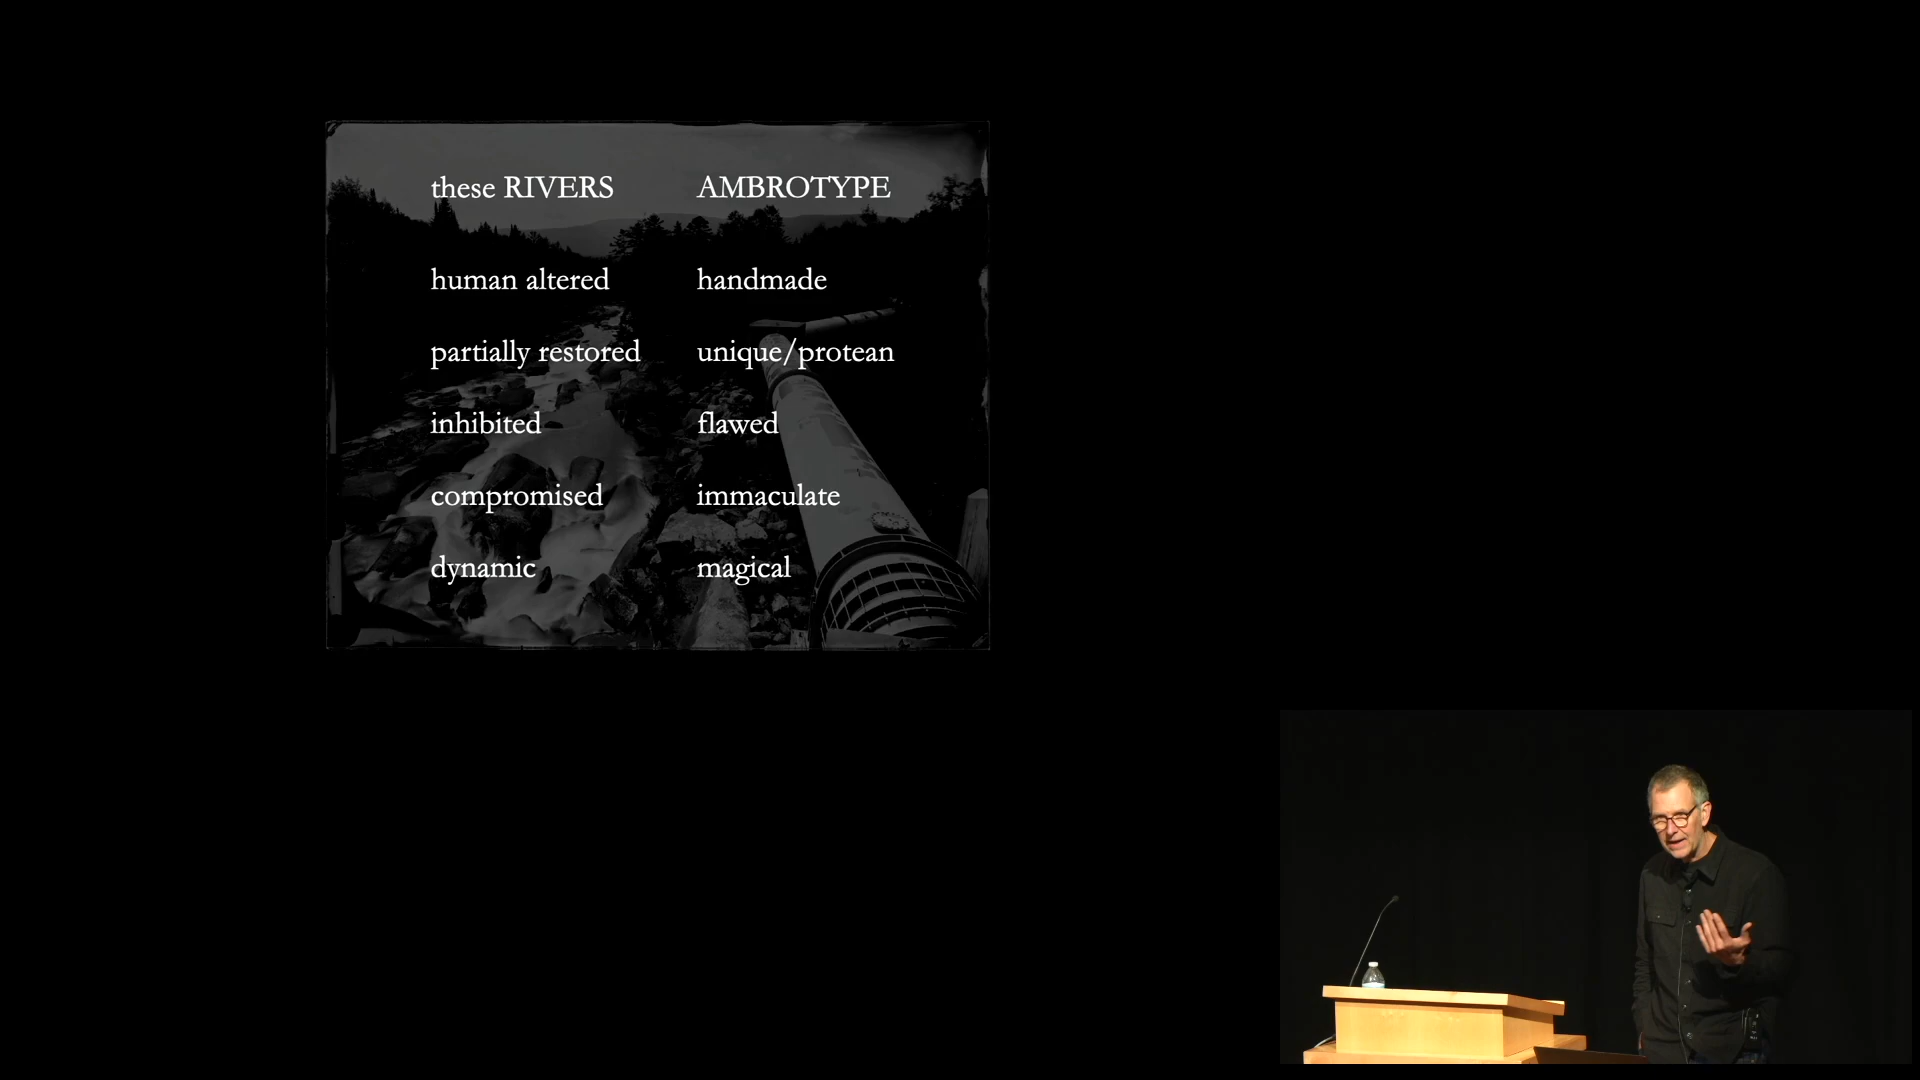 these RIVERS AMBROTYPE
human altered handmade
partially restored unique/protean
inhibited flawed
compromised immaculate
dynamic magical